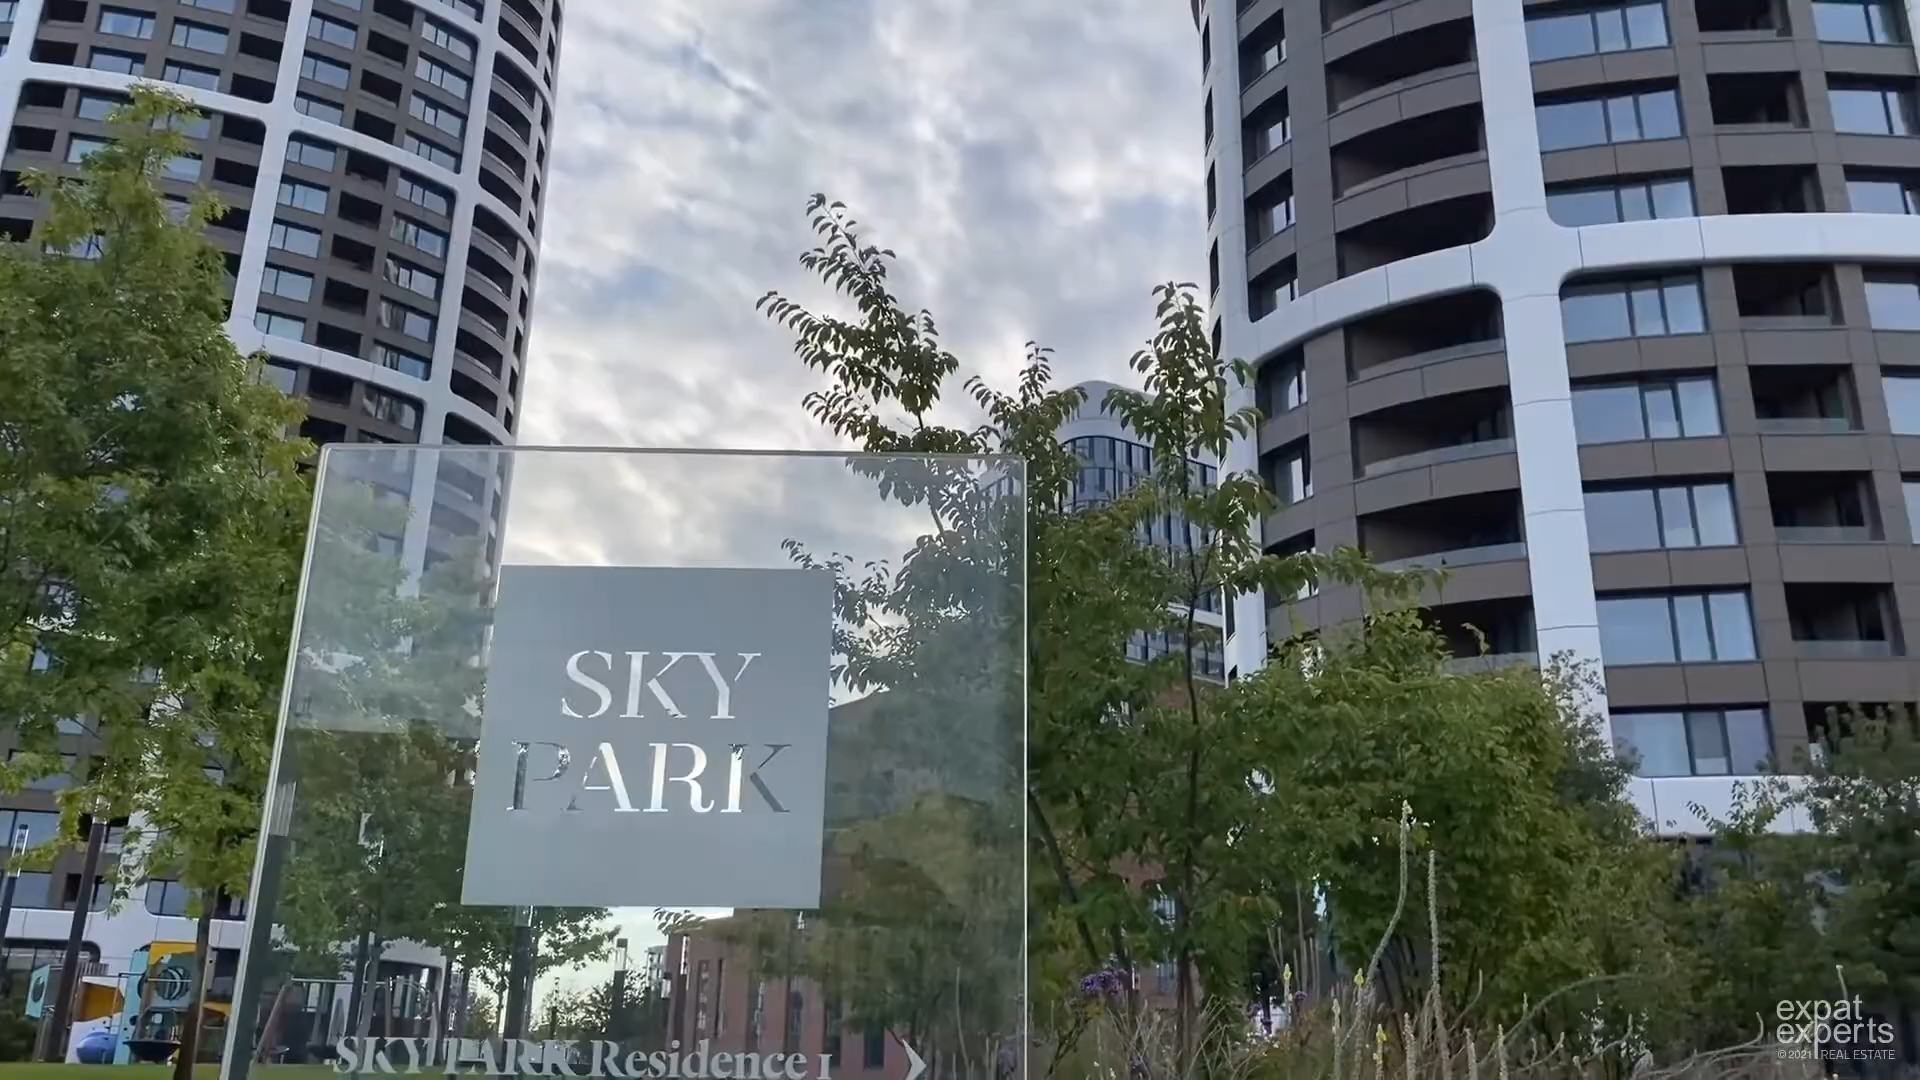 SKY
PARK
SKY PARK Residence 1
expat
experts
©2021 REAL ESTATE